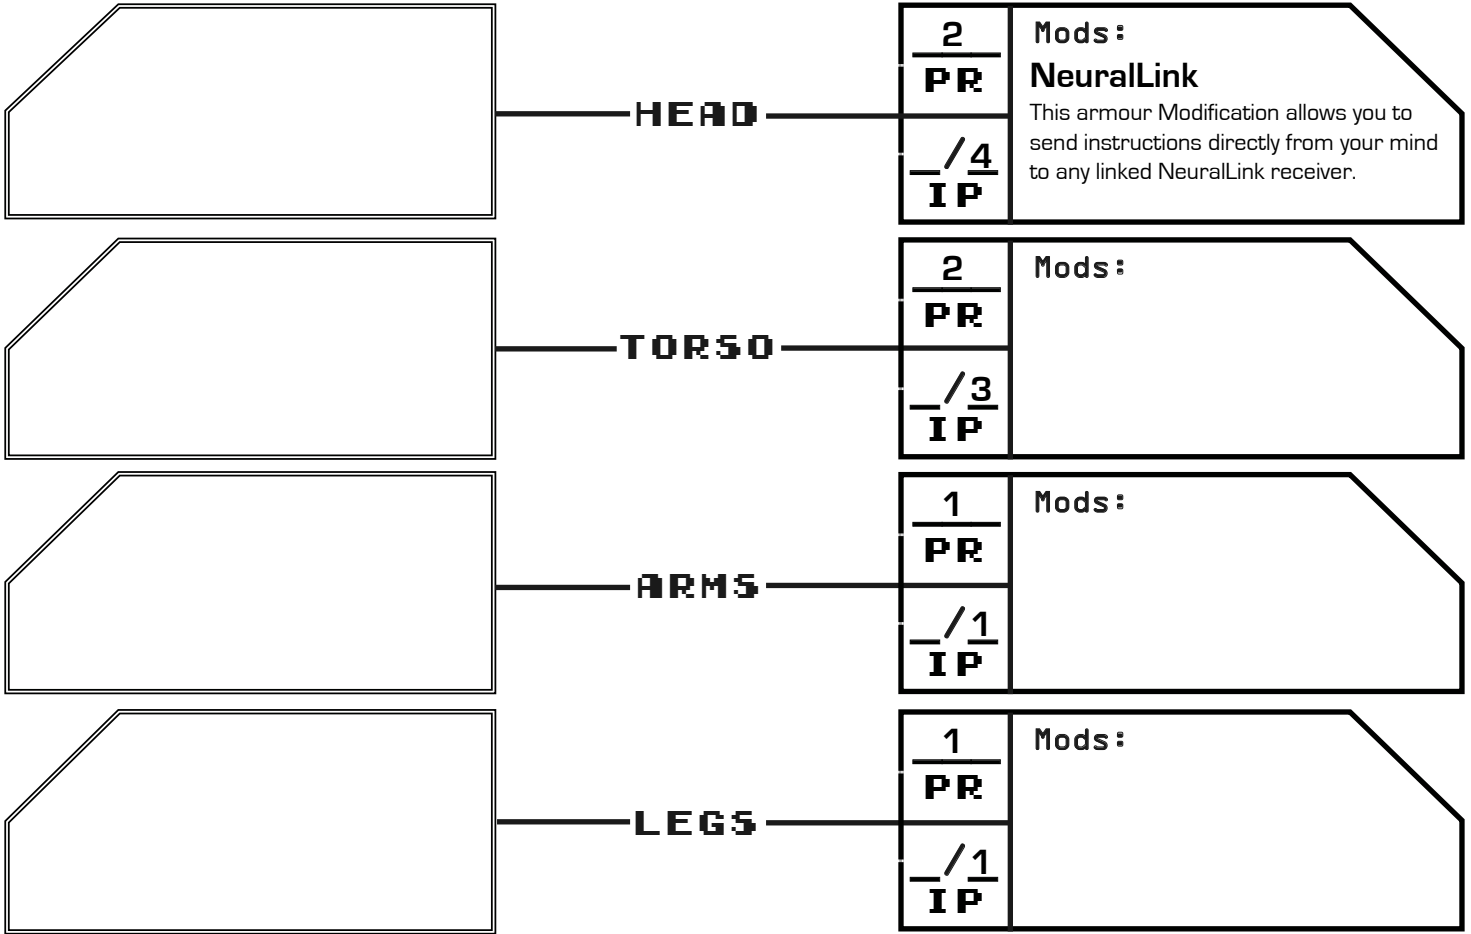 HEAD
2
PR
_/4
IP
Mods:
NeuralLink
This armour Modification allows you to
send instructions directly from your mind
to any linked NeuralLink receiver.
TORSO
2
PR
_/3
IP
Mods:
ARMS
1
PR
_/1
IP
Mods:
LEGS
1
PR
_/1
IP
Mods: